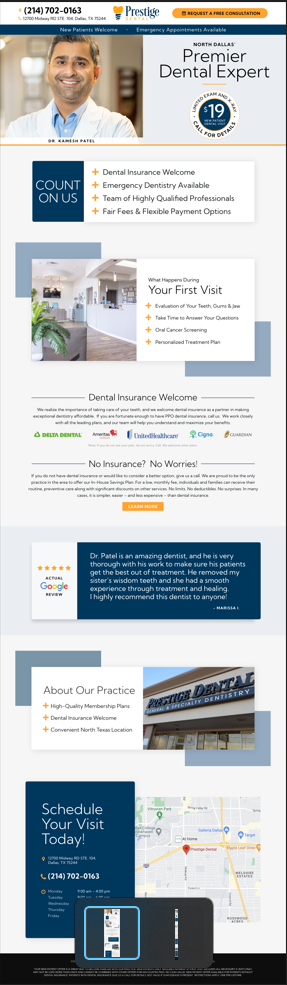 (214) 702-0163
12700 Midway RD STE. 104, Dallas, TX 75244
Prestige
DENTAL
REQUEST A FREE CONSULTATION
New Patients Welcome · Emergency Appointments Available
NORTH DALLAS'
Premier
Dental Expert
LIMITED EXAM AND X-RAY
$19
NEW PATIENT
DENTAL VISIT
CALL FOR DETAILS
DR. KAMESH PATEL
COUNT
ON US
Dental Insurance Welcome
Emergency Dentistry Available
Team of Highly Qualified Professionals
Fair Fees & Flexible Payment Options
What Happens During
Your First Visit
Evaluation of Your Teeth, Gums & Jaw
Take Time to Answer Your Questions
Oral Cancer Screening
Personalized Treatment Plan
Dental Insurance Welcome
We realize the importance of taking care of your teeth, and we welcome dental insurance as a partner in making
exceptional dentistry affordable. If you are fortunate enough to have PPO dental insurance, call us. We work closely
with all the leading plans, and our team will help you understand and maximize your benefits.
DELTA DENTAL
Ameritas
UnitedHealthcare
Cigna
GUARDIAN
No Insurance? No Worries!
If you do not have dental insurance or would like to consider a better option, give us a call. We are proud to be the only
practice in the area to offer our In-House Savings Plan. For a low, monthly fee, individuals and families can receive their
routine, preventive care along with significant discounts on other services. No limits. No deductibles. No surprises. In many
cases, it is simpler, easier – and less expensive – than dental insurance.
LEARN MORE
ACTUAL
Google
REVIEW
Dr. Patel is an amazing dentist, and he is very
thorough with his work to make sure his patients
get the best out of treatment. He removed my
sister's wisdom teeth and she had a smooth
experience through treatment and healing.
I highly recommend this dentist to anyone!
- MARISSA I.
About Our Practice
High-Quality Membership Plans
Dental Insurance Welcome
Convenient North Texas Location
PRESTIGE DENTAL
GENERAL & SPECIALTY DENTISTRY
Schedule
Your Visit
Today!
12700 Midway RD STE. 104,
Dallas, TX 75244
(214) 702-0163
Monday 9:00 am - 6:00 pm
Tuesday
Wednesday
Thursday
Friday
At Home
Galleria Dallas
Target
Prestige Dental
MELSHIRE
ESTATES
RUSHWOOD
ACRES